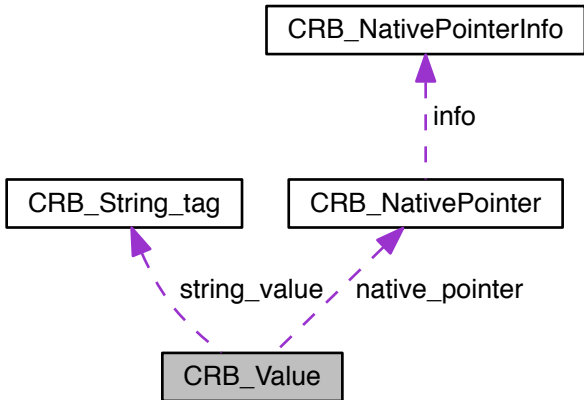 CRB_NativePointerInfo
info
CRB_String_tag
CRB_NativePointer
string_value
native_pointer
CRB_Value